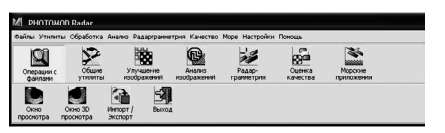 PHOTOMOD Radar
Файлы Утилиты Обработка Анализ Радарграмметрия Качество Море Настройки Помощь
Операции с файлами
Общие утилиты
Улучшение изображений
Анализ изображений
Радар- грамметрия
Оценка качества
Морские приложения
Окно просмотра
Окно 3D просмотра
Импорт / Экспорт
Выход